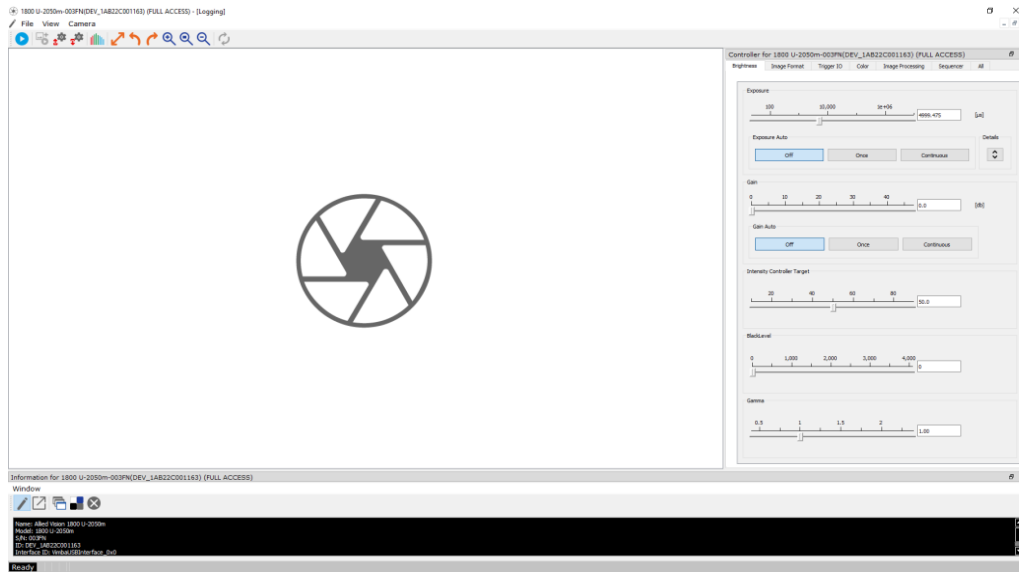 1800 U-2050m-003FN(DEV_1AB22C001163) (FULL ACCESS) - [Logging]
File View Camera
Controller for 1800 U-2050m-003FN(DEV_1AB22C001163) (FULL ACCESS)
Brightness Image Format Trigger IO Color Image Processing Sequencer All
Exposure
100 10,000 1e+06
4999.475 [µs]
Exposure Auto Details
Off Once Continuous
Gain
0 10 20 30 40
0.0 [db]
Gain Auto
Off Once Continuous
Intensity Controller Target
20 40 60 80
50.0
BlackLevel
0 1,000 2,000 3,000 4,000
0
Gamma
0.5 1 1.5 2
1.00
Information for 1800 U-2050m-003FN(DEV_1AB22C001163) (FULL ACCESS)
Window
Name: Allied Vision 1800 U-2050m
Model: 1800 U-2050m
S/N: 003FN
ID: DEV_1AB22C001163
Interface ID: VimbaUSBInterface_0x0
Ready